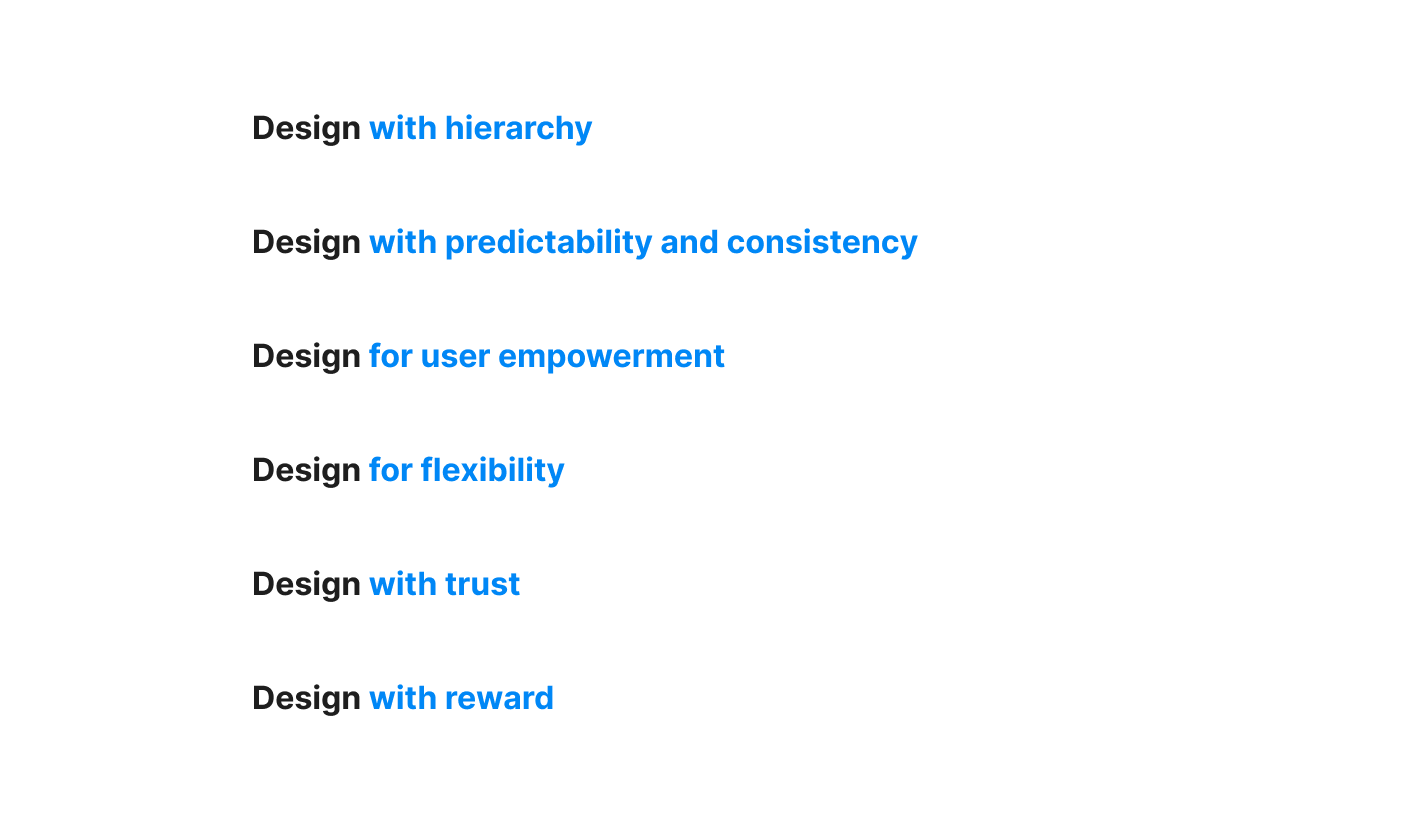 Design with hierarchy
Design with predictability and consistency
Design for user empowerment
Design for flexibility
Design with trust
Design with reward